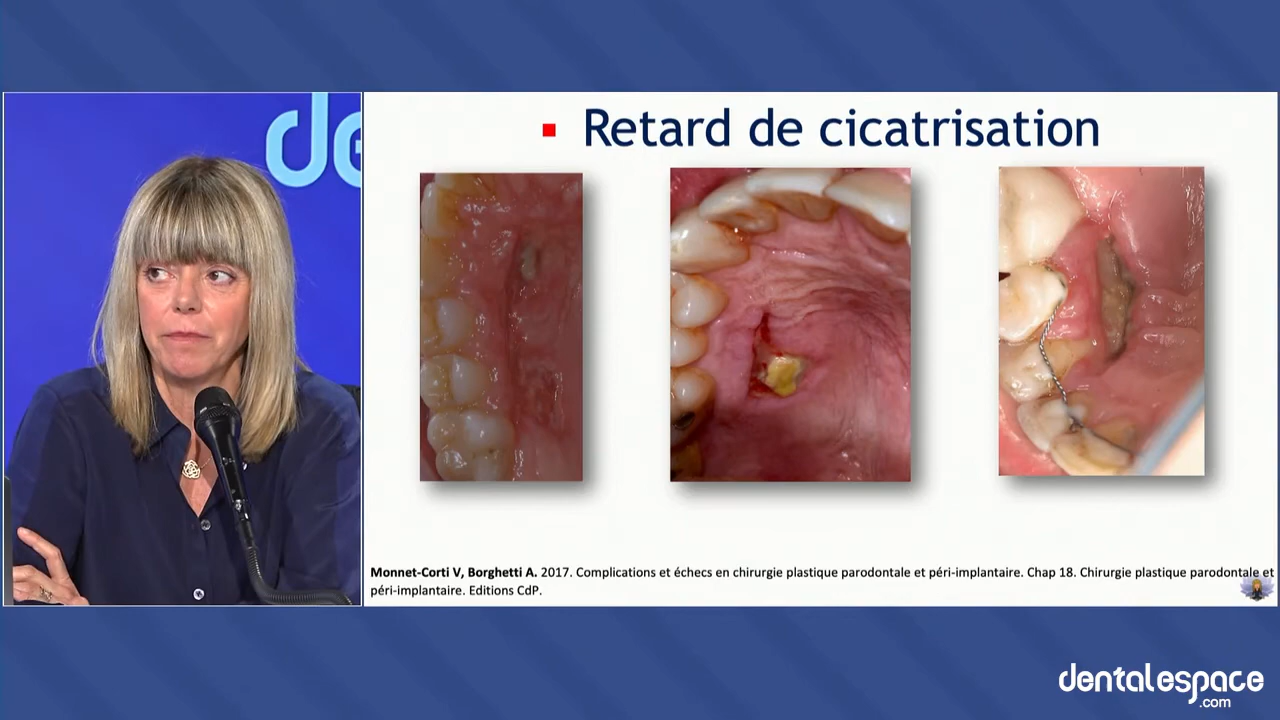 de
Retard de cicatrisation
Monnet-Corti V, Borghetti A. 2017. Complications et échecs en chirurgie plastique parodontale et péri-implantaire. Chap 18. Chirurgie plastique parodontale et
péri-implantaire. Editions CdP.
dentalespace
.com